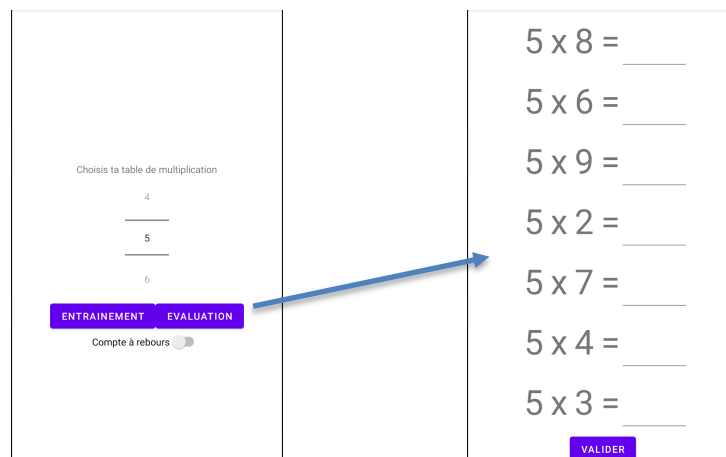 Choisis ta table de multiplication
4
5
6
ENTRAINEMENT EVALUATION
Compte à rebours
5 x 8 =
5 x 6 =
5 x 9 =
5 x 2 =
5 x 7 =
5 x 4 =
5 x 3 =
VALIDER